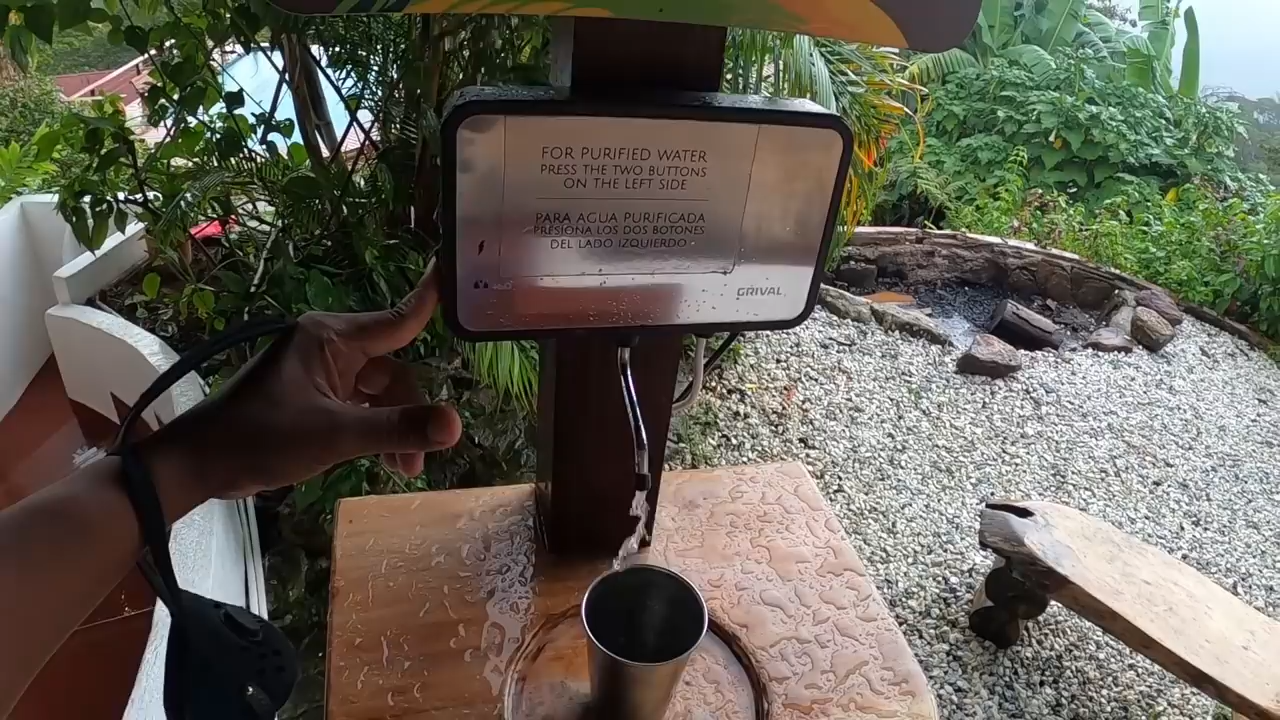 FOR PURIFIED WATER
PRESS THE TWO BUTTONS
ON THE LEFT SIDE
PARA AGUA PURIFICADA
PRESIONA LOS DOS BOTONES
DEL LADO IZQUIERDO
GRIVAL